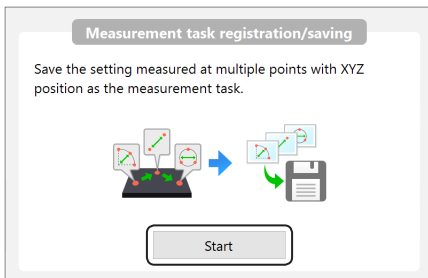 Measurement task registration/saving
Save the setting measured at multiple points with XYZ
position as the measurement task.
Start